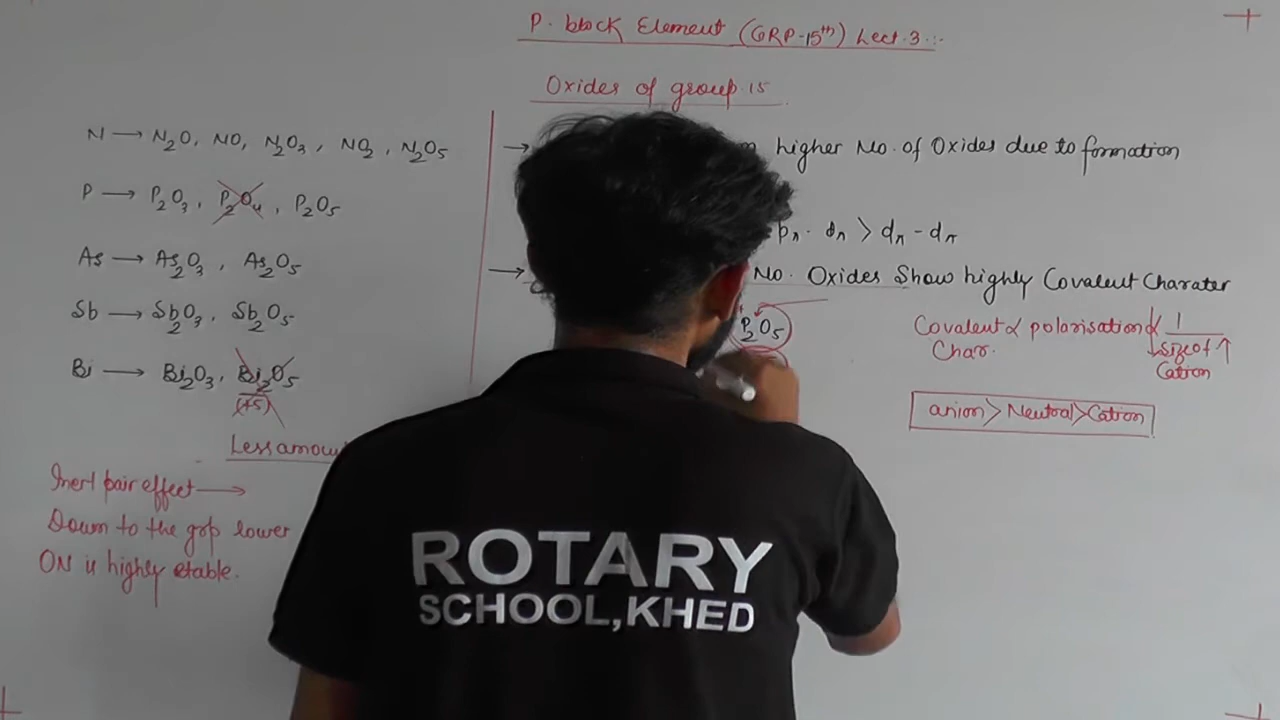 P. block Element (GRP-15th) Lect.3.:-
Oxides of group.15
N → N2O, NO, N2O3, NO2, N2O5
P → P2O3, P2O4, P2O5
As → As2O3, As2O5
Sb → Sb2O3, Sb2O5
Bi → Bi2O3, Bi2O5
(+5)
Less
Inert pair effect →
Down to the grp lower
ON is highly stable.
→ higher No. of Oxides due to formation
pπ. dπ > dπ - dπ
→ No. Oxides Show highly Covalent Charater
P2O5
Covalent ∝ polarisation ∝ 1
Char. ↓Size of ↑
Cation
anion > Neutral > Cation
ROTARY
SCHOOL,KHED